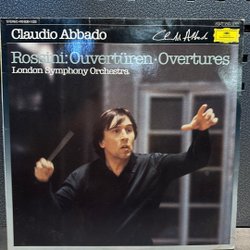 Claudio Abbado
Rossini: Ouvertüren · Overtures
London Symphony Orchestra